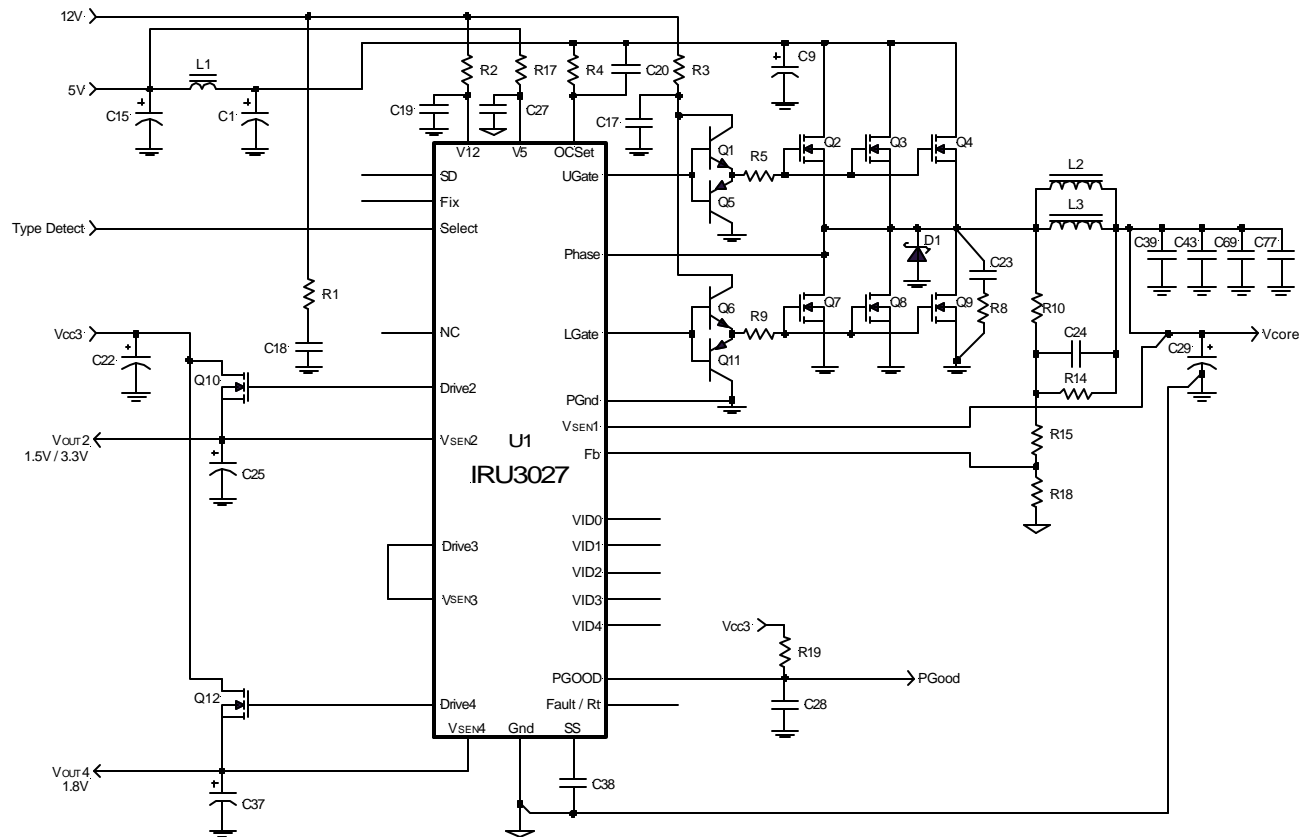 12V
L1
R2
R17
R4
C20
R3
C9
5V
C15
C1
C19
C27
C17
V12
V5
OCSet
Q1
R5
Q2
Q3
Q4
SD
UGate
L2
Fix
Q5
L3
Type Detect
Select
D1
C39
C43
C69
C77
Phase
C23
R1
Q6
R9
Q7
Q8
Q9
R8
R10
Vcc3
NC
LGate
C24
Vcore
C22
C18
Q11
C29
Q10
Drive2
R14
PGnd
VSEN1
VOUT2
VSEN2
U1
R15
1.5V / 3.3V
Fb
C25
IRU3027
R18
VID0
Drive3
VID1
VID2
VSEN3
VID3
VID4
Vcc3
R19
PGOOD
PGood
Q12
Drive4
Fault / Rt
C28
VSEN4
Gnd
SS
VOUT4
1.8V
C38
C37